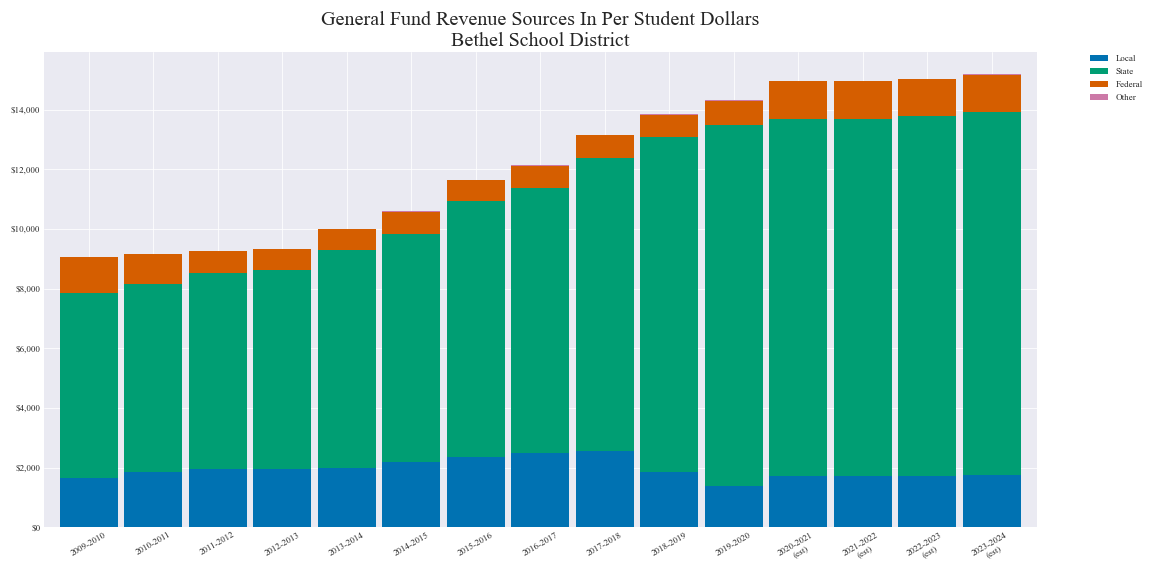 General Fund Revenue Sources In Per Student Dollars
Bethel School District
Local
State
Federal
Other
$14,000
$12,000
$10,000
$8,000
$6,000
$4,000
$2,000
$0
2009-2010
2010-2011
2011-2012
2012-2013
2013-2014
2014-2015
2015-2016
2016-2017
2017-2018
2018-2019
2019-2020
2020-2021
(est)
2021-2022
(est)
2022-2023
(est)
2023-2024
(est)